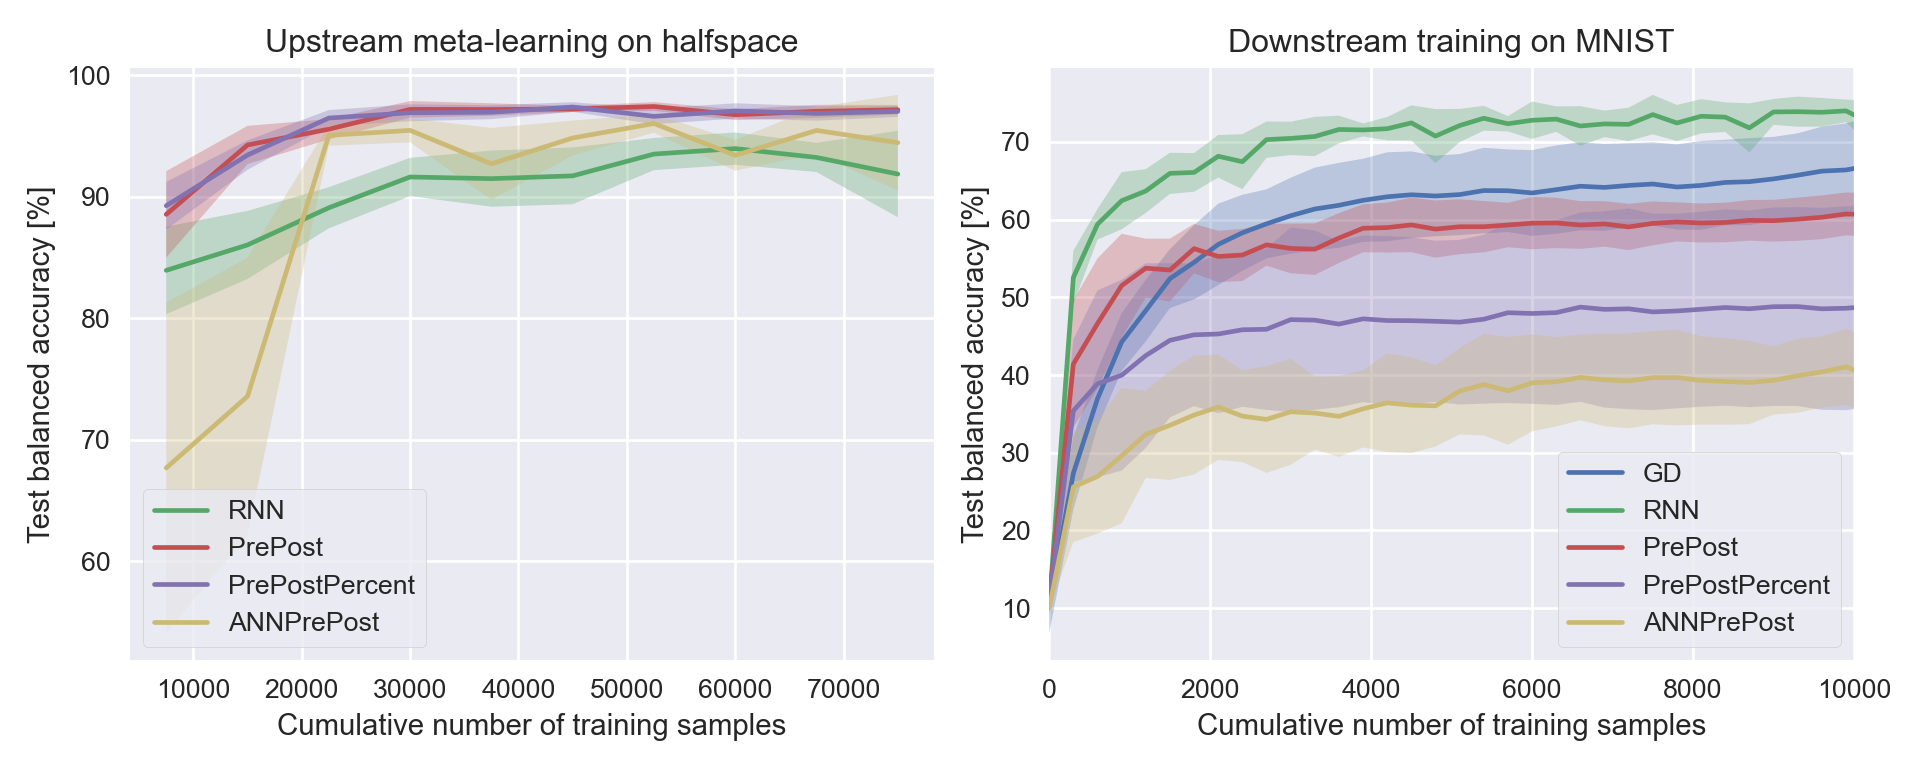 Upstream meta-learning on halfspace
Test balanced accuracy [%]
100
90
80
70
60
RNN
PrePost
PrePostPercent
ANNPrePost
10000 20000 30000 40000 50000 60000 70000
Cumulative number of training samples
Downstream training on MNIST
Test balanced accuracy [%]
70
60
50
40
30
20
10
GD
RNN
PrePost
PrePostPercent
ANNPrePost
0 2000 4000 6000 8000 10000
Cumulative number of training samples